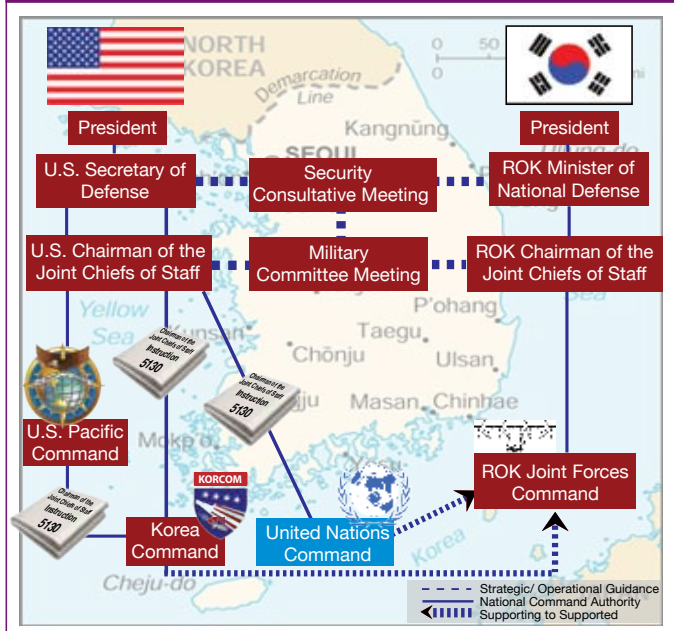 NORTH
KOREA
0 50
mi
Demarcation
Line
President
President
Kangnŭng
SEOUL
U.S. Secretary of
Defense
Security
Consultative Meeting
ROK Minister of
National Defense
U.S. Chairman of the
Joint Chiefs of Staff
Military
Committee Meeting
ROK Chairman of the
Joint Chiefs of Staff
Yellow
Sea
Sea
P'ohang
Kunsan
Taegu
Chŏnju
Ulsan
Chairman of the
Joint Chiefs of Staff
Instruction
5130
Chairman of the
Joint Chiefs of Staff
Instruction
5130
Masan
Chinhae
U.S. Pacific
Command
Mokp'o
KORCOM
ROK Joint Forces
Command
Chairman of the
Joint Chiefs of Staff
Instruction
5130
Korea
Command
United Nations
Command
Korea
Cheju-do
Strategic/ Operational Guidance
National Command Authority
Supporting to Supported